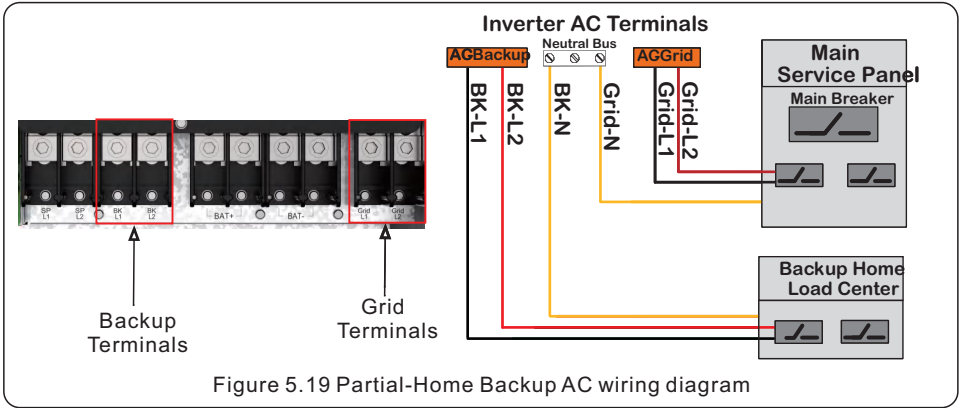 Inverter AC Terminals
Neutral Bus
ACBackup
ACGrid
BK-L1
BK-L2
BK-N
Grid-N
Grid-L1
Grid-L2
Main
Service Panel
Main Breaker
SP
L1
SP
L2
BK
L1
BK
L2
BAT+
BAT-
Grid
L1
Grid
L2
Backup
Terminals
Grid
Terminals
Backup Home
Load Center
Figure 5.19 Partial-Home Backup AC wiring diagram